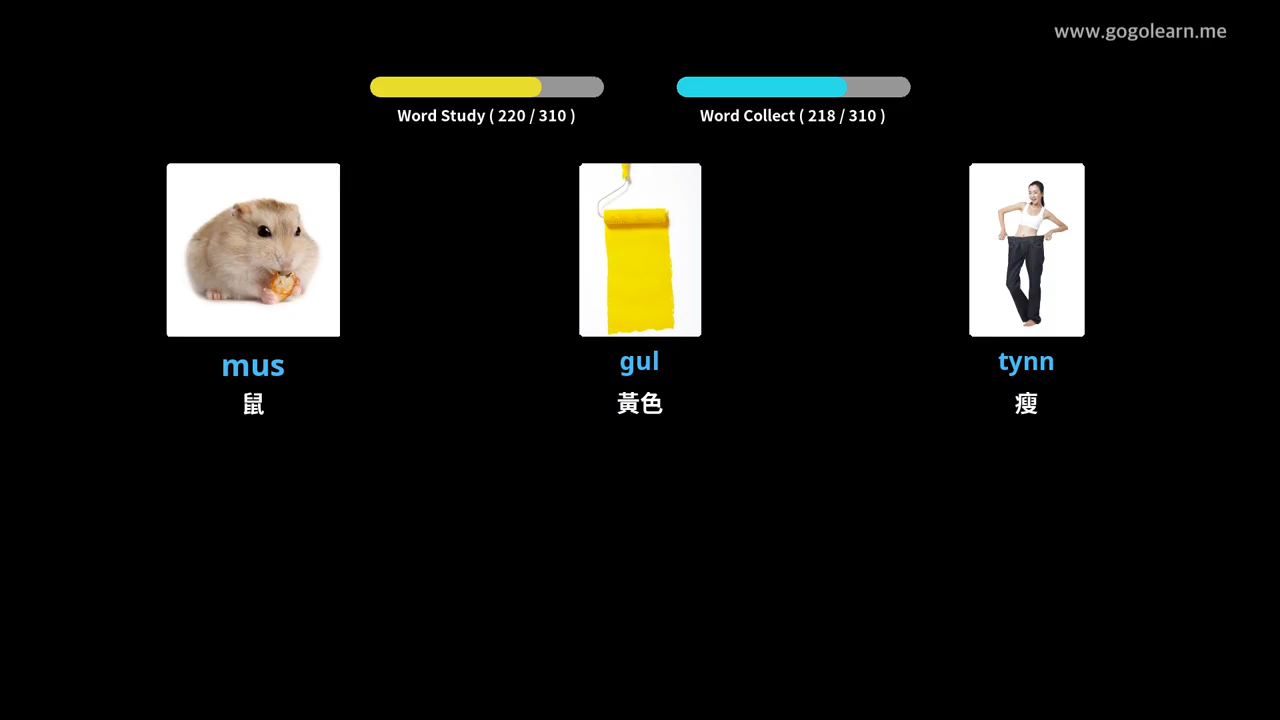 www.gogolearn.me
Word Study ( 220 / 310 )
Word Collect ( 218 / 310 )
mus
gul
tynn
鼠
黃色
瘦